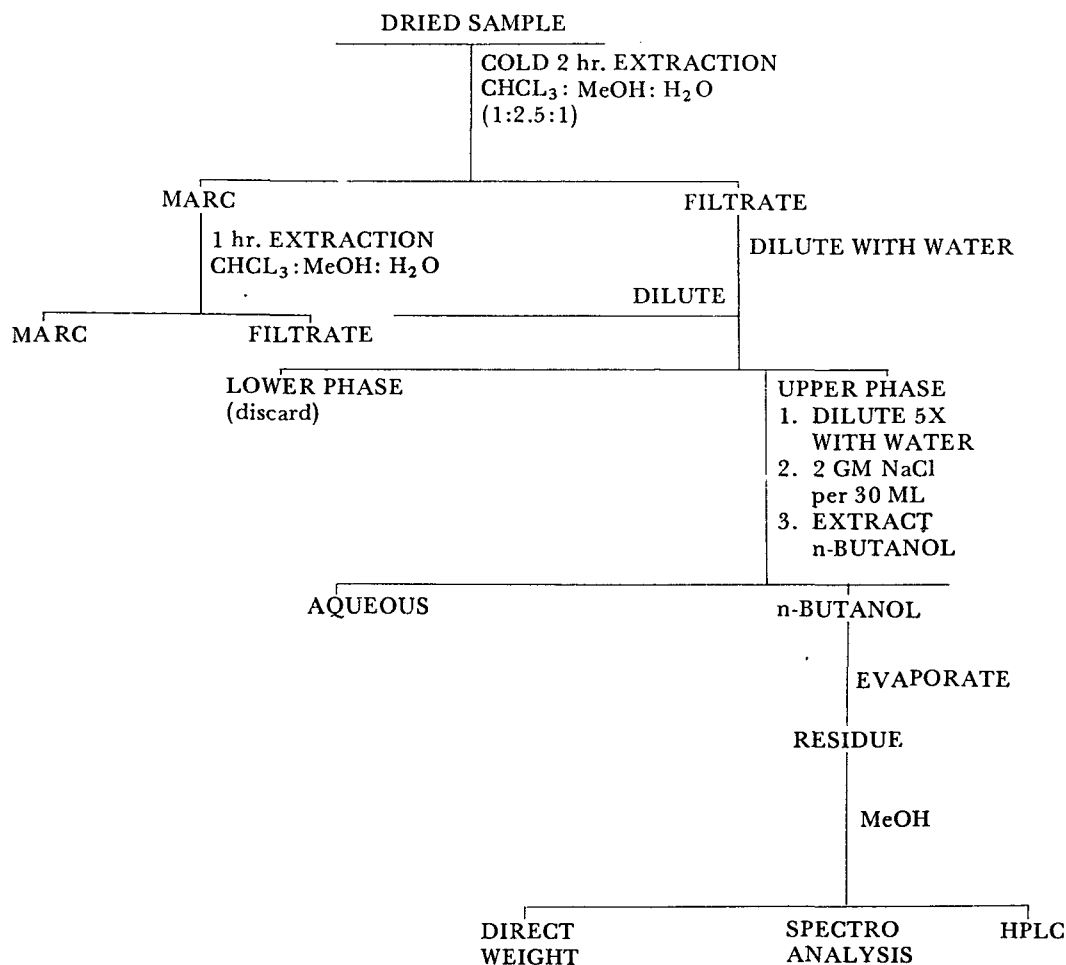 DRIED SAMPLE
COLD 2 hr. EXTRACTION
CHCL₃: MeOH: H₂O
(1:2.5:1)
MARC
FILTRATE
1 hr. EXTRACTION
CHCL₃:MeOH: H₂O
DILUTE WITH WATER
DILUTE
MARC
FILTRATE
LOWER PHASE
(discard)
UPPER PHASE
1. DILUTE 5X
WITH WATER
2. 2 GM NaCl
per 30 ML
3. EXTRACT
n-BUTANOL
AQUEOUS
n-BUTANOL
EVAPORATE
RESIDUE
MeOH
DIRECT
WEIGHT
SPECTRO
ANALYSIS
HPLC